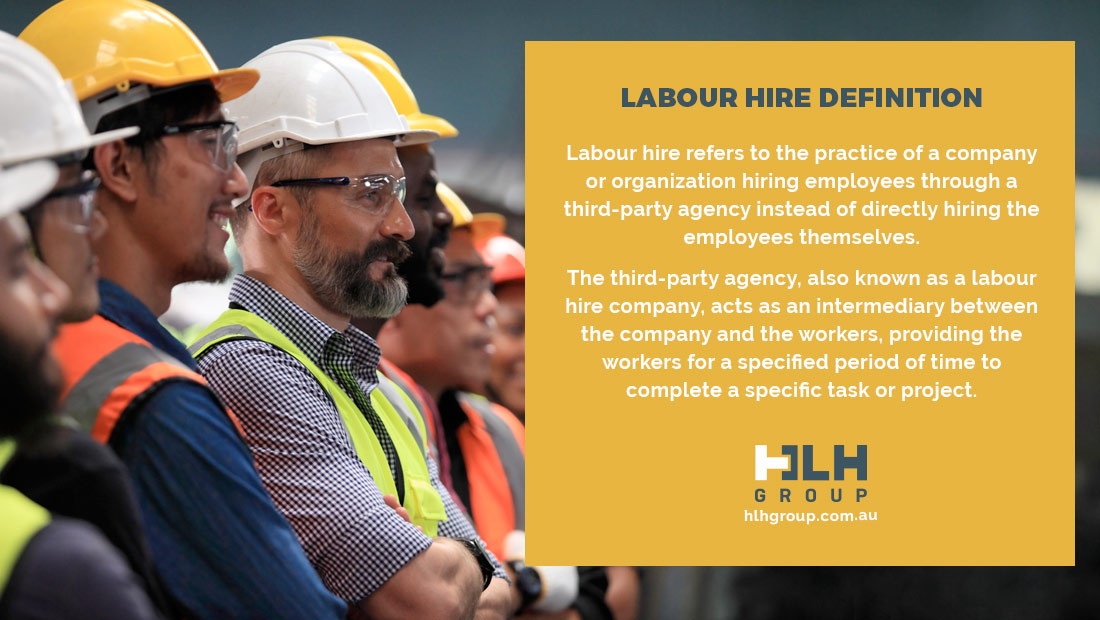 LABOUR HIRE DEFINITION
Labour hire refers to the practice of a company
or organization hiring employees through a
third-party agency instead of directly hiring the
employees themselves.
The third-party agency, also known as a labour
hire company, acts as an intermediary between
the company and the workers, providing the
workers for a specified period of time to
complete a specific task or project.
HLH
GROUP
hlhgroup.com.au